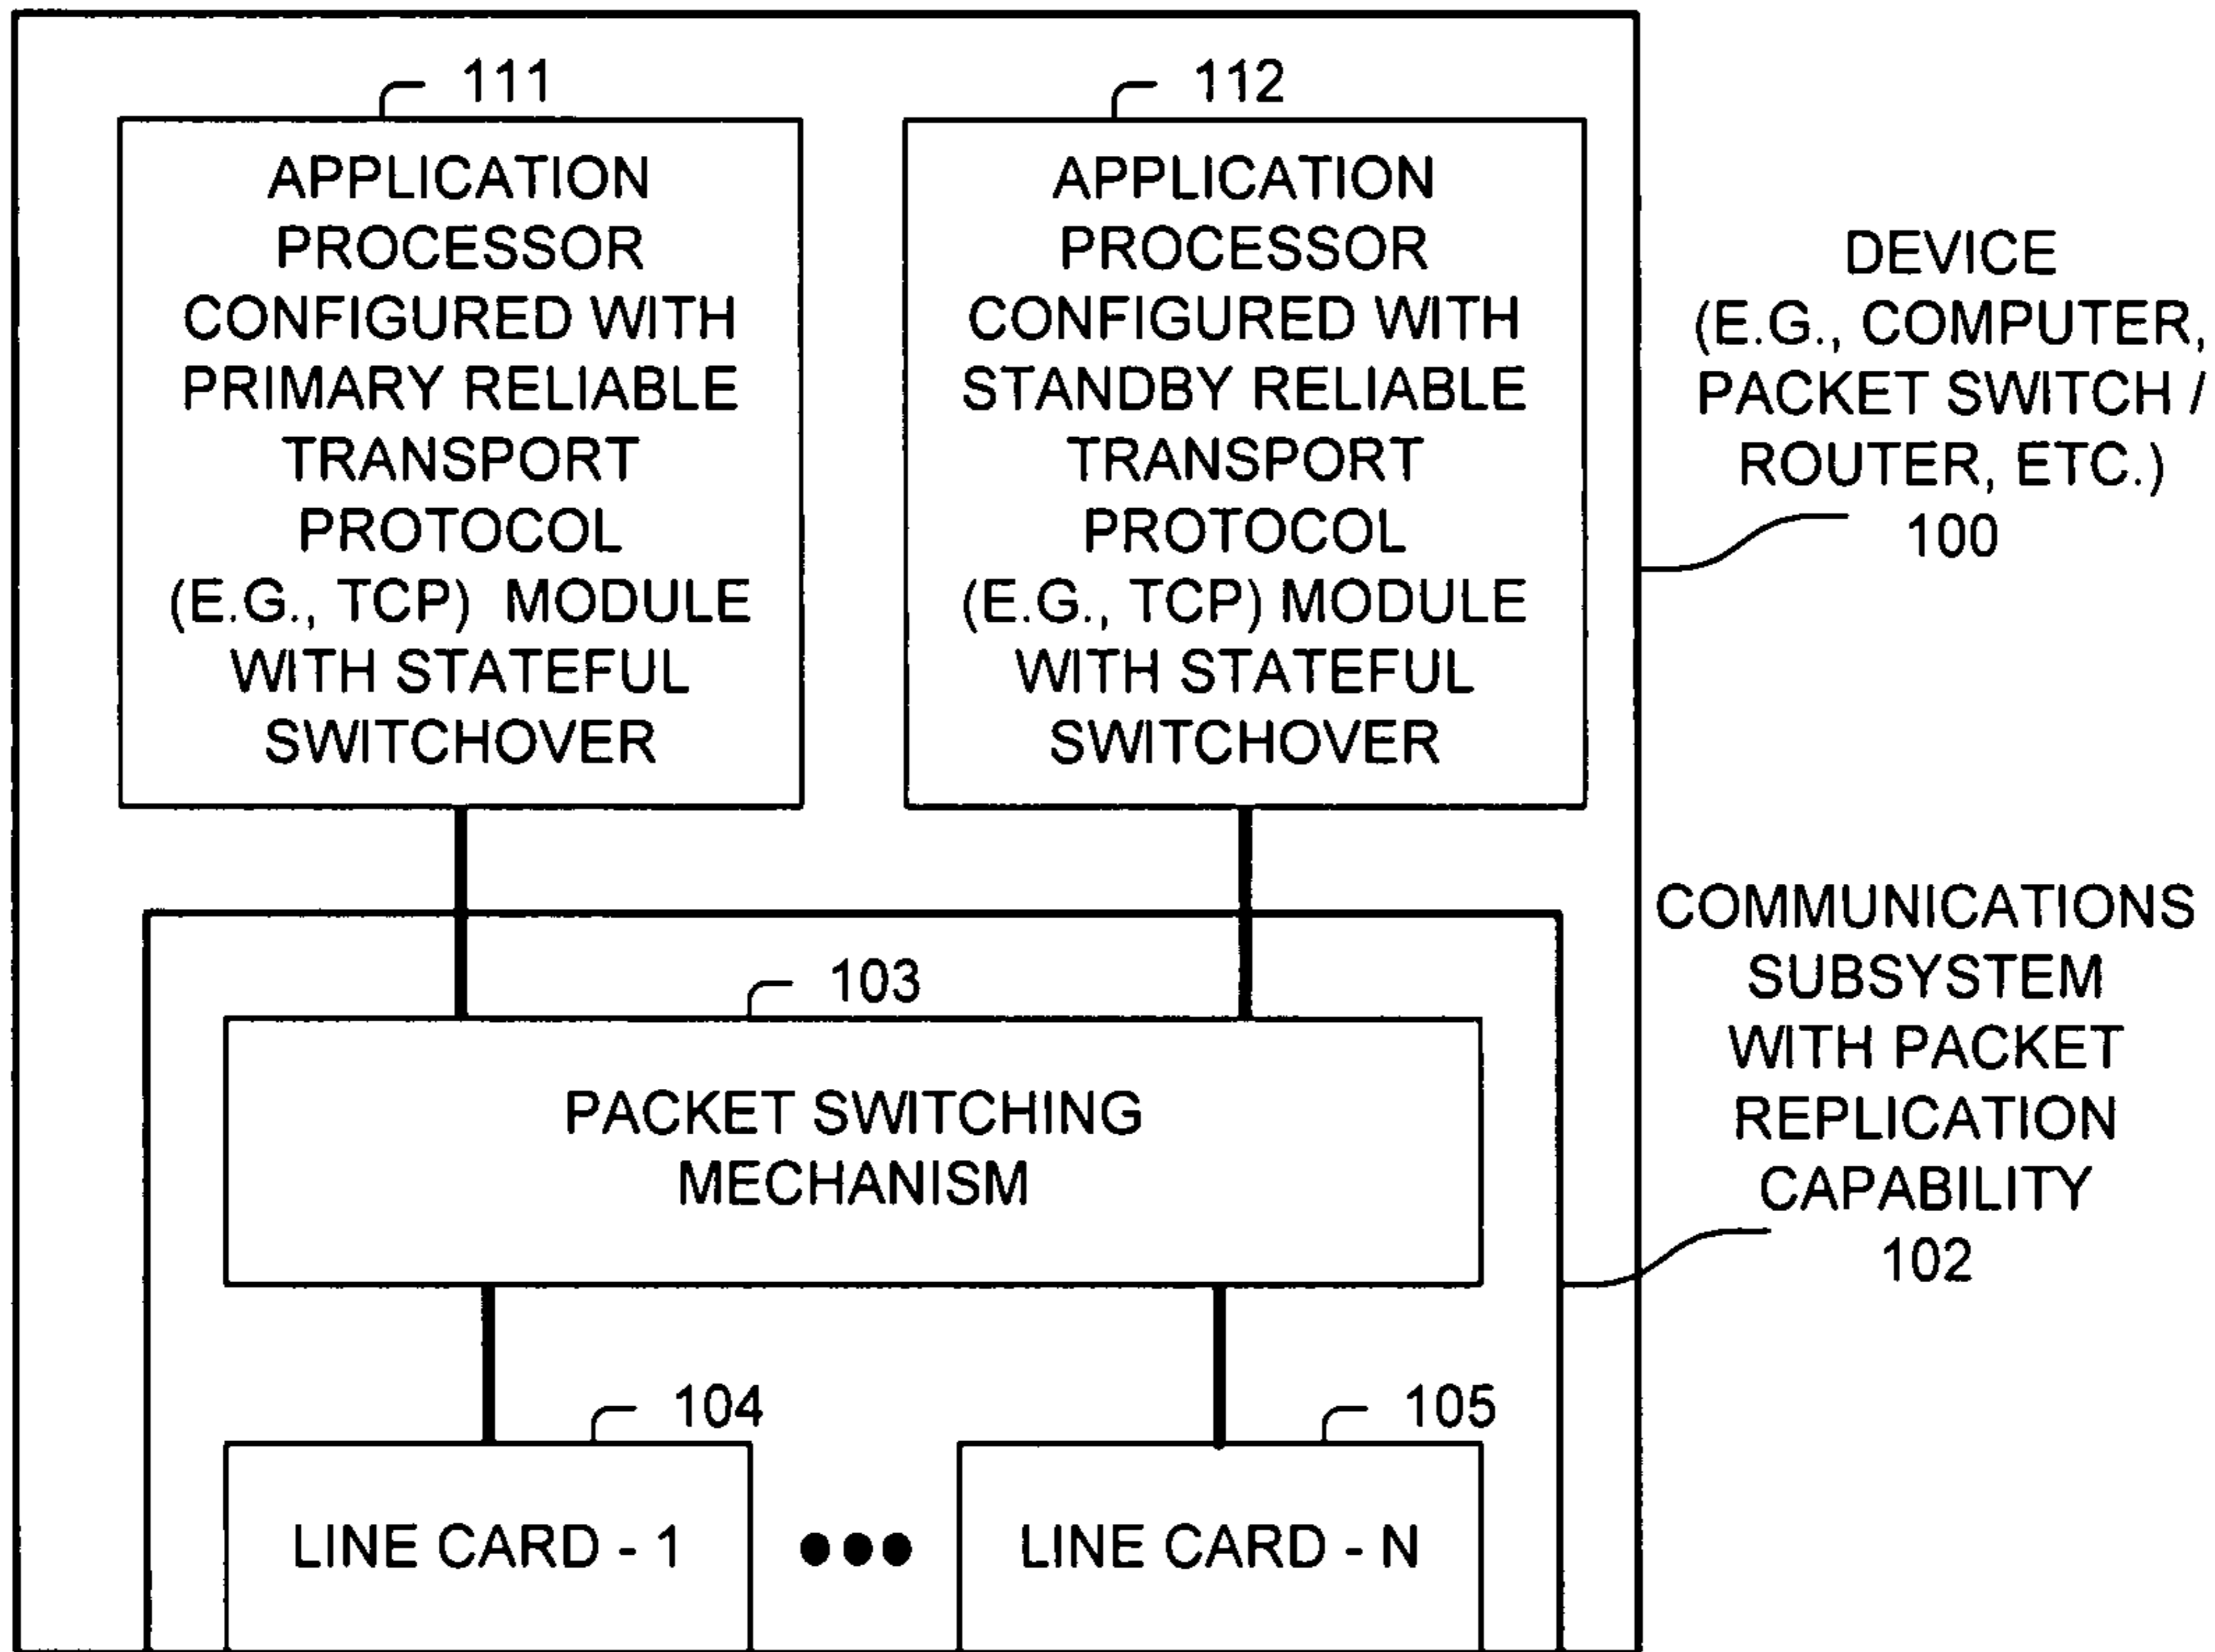 111
APPLICATION
PROCESSOR
CONFIGURED WITH
PRIMARY RELIABLE
TRANSPORT
PROTOCOL
(E.G., TCP) MODULE
WITH STATEFUL
SWITCHOVER
112
APPLICATION
PROCESSOR
CONFIGURED WITH
STANDBY RELIABLE
TRANSPORT
PROTOCOL
(E.G., TCP) MODULE
WITH STATEFUL
SWITCHOVER
DEVICE
(E.G., COMPUTER,
PACKET SWITCH /
ROUTER, ETC.)
100
COMMUNICATIONS
SUBSYSTEM
WITH PACKET
REPLICATION
CAPABILITY
102
103
PACKET SWITCHING
MECHANISM
104
LINE CARD - 1
105
LINE CARD - N